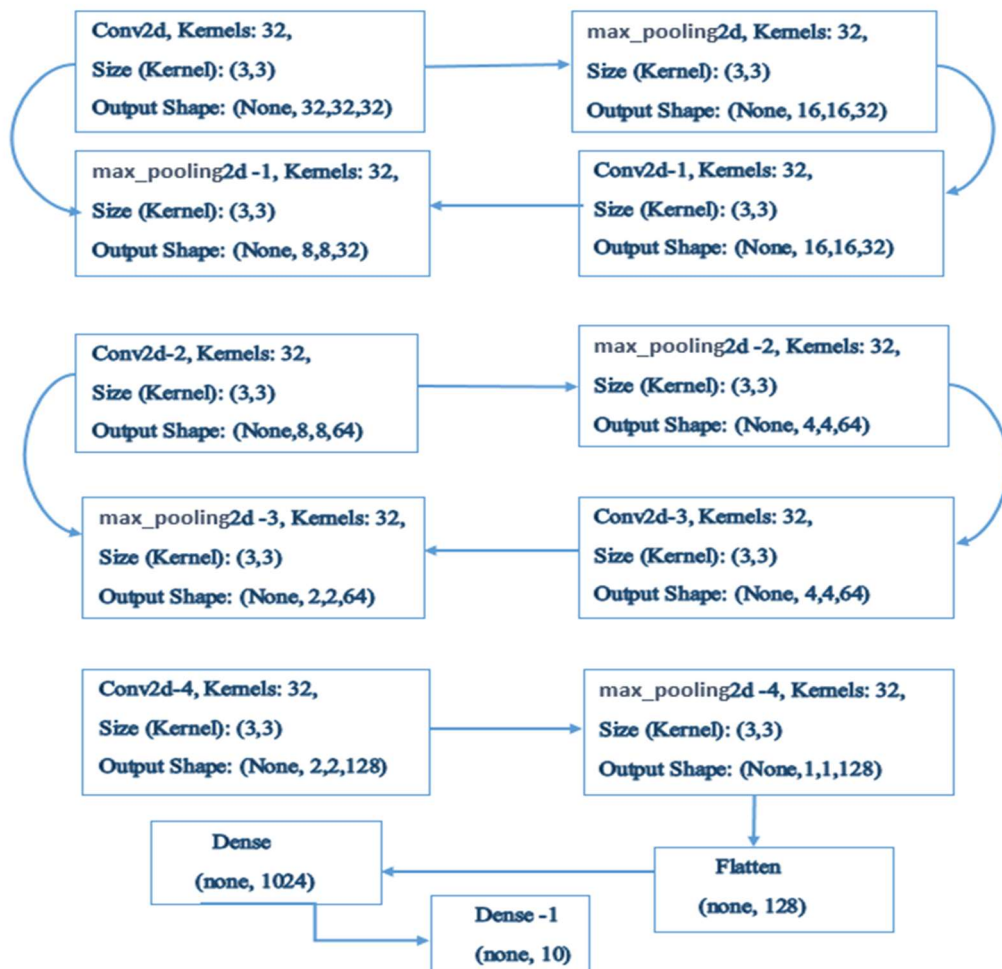 Conv2d, Kernels: 32,
Size (Kernel): (3,3)
Output Shape: (None, 32,32,32)
max_pooling2d, Kernels: 32,
Size (Kernel): (3,3)
Output Shape: (None, 16,16,32)
max_pooling2d -1, Kernels: 32,
Size (Kernel): (3,3)
Output Shape: (None, 8,8,32)
Conv2d-1, Kernels: 32,
Size (Kernel): (3,3)
Output Shape: (None, 16,16,32)
Conv2d-2, Kernels: 32,
Size (Kernel): (3,3)
Output Shape: (None,8,8,64)
max_pooling2d -2, Kernels: 32,
Size (Kernel): (3,3)
Output Shape: (None, 4,4,64)
max_pooling2d -3, Kernels: 32,
Size (Kernel): (3,3)
Output Shape: (None, 2,2,64)
Conv2d-3, Kernels: 32,
Size (Kernel): (3,3)
Output Shape: (None, 4,4,64)
Conv2d-4, Kernels: 32,
Size (Kernel): (3,3)
Output Shape: (None, 2,2,128)
max_pooling2d -4, Kernels: 32,
Size (Kernel): (3,3)
Output Shape: (None,1,1,128)
Dense
(none, 1024)
Flatten
(none, 128)
Dense -1
(none, 10)